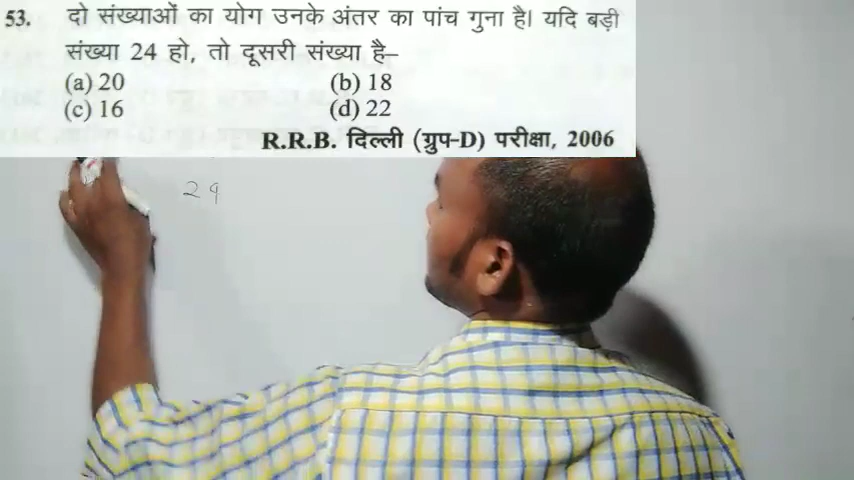 53. दो संख्याओं का योग उनके अंतर का पांच गुना है। यदि बड़ी
संख्या 24 हो, तो दूसरी संख्या है–
(a) 20 (b) 18
(c) 16 (d) 22
R.R.B. दिल्ली (ग्रुप-D) परीक्षा, 2006
24